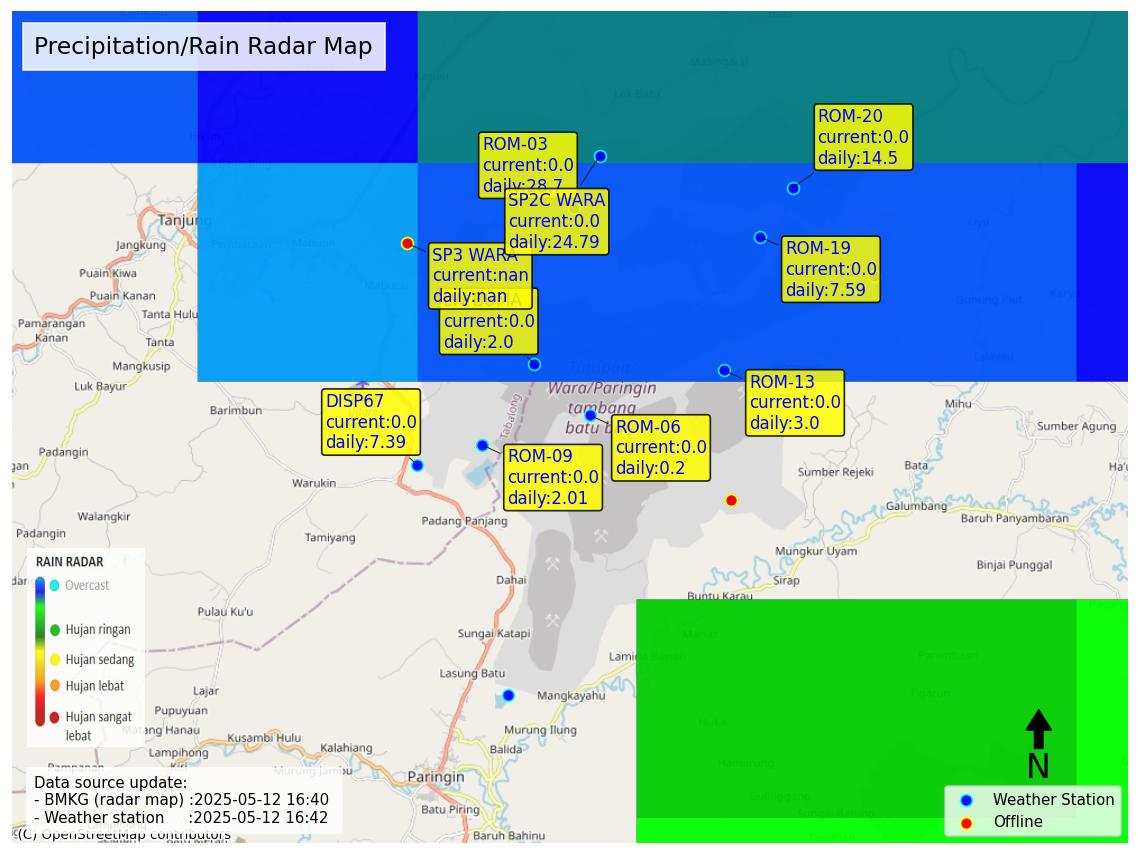 Precipitation/Rain Radar Map
ROM-20
current:0.0
daily:14.5
ROM-03
current:0.0
daily:28.7
SP2C WARA
current:0.0
daily:24.79
ROM-19
current:0.0
daily:7.59
SP3 WARA
current:nan
daily:nan
current:0.0
daily:2.0
ROM-13
current:0.0
daily:3.0
DISP67
current:0.0
daily:7.39
ROM-06
current:0.0
daily:0.2
ROM-09
current:0.0
daily:2.01
Tanjung
Jangkung
Puain Kiwa
Puain Kanan
Tanta Hulu
Pamarangan
Kanan
Tanta
Mangkusip
Luk Bayur
Barimbun
Wara/Paringin
tambang
batu
Tabalong
Mihu
Sumber Agung
Sumber Rejeki
Bata
Galumbang
Baruh Panyambaran
Padangin
Warukin
Walangkir
Padangin
Tamiyang
Padang Panjang
Mungkur Uyam
Binjai Punggal
Sirap
Buntu Karau
Dahai
Pulau Ku'u
Sungai Katapi
Lasung Batu
Mangkayahu
Lajar
Pupuyuan
Matang Hanau
Lampihong
Kusambi Hulu
Kalahiang
Murung Ilung
Balida
Paringin
Batu Piring
Baruh Bahinu
Murung Jambu
RAIN RADAR
Overcast
Hujan ringan
Hujan sedang
Hujan lebat
Hujan sangat
lebat
Data source update:
- BMKG (radar map) :2025-05-12 16:40
- Weather station :2025-05-12 16:42
(C) OpenStreetMap contributors
N
Weather Station
Offline